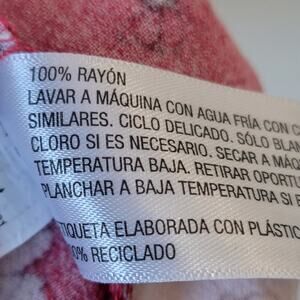 100% RAYÓN
LAVAR A MÁQUINA CON AGUA FRÍA CON
SIMILARES. CICLO DELICADO. SÓLO
CLORO SI ES NECESARIO. SECAR A
TEMPERATURA BAJA. RETIRAR
PLANCHAR A BAJA TEMPERATURA SI
ETIQUETA ELABORADA CON
RECICLADO